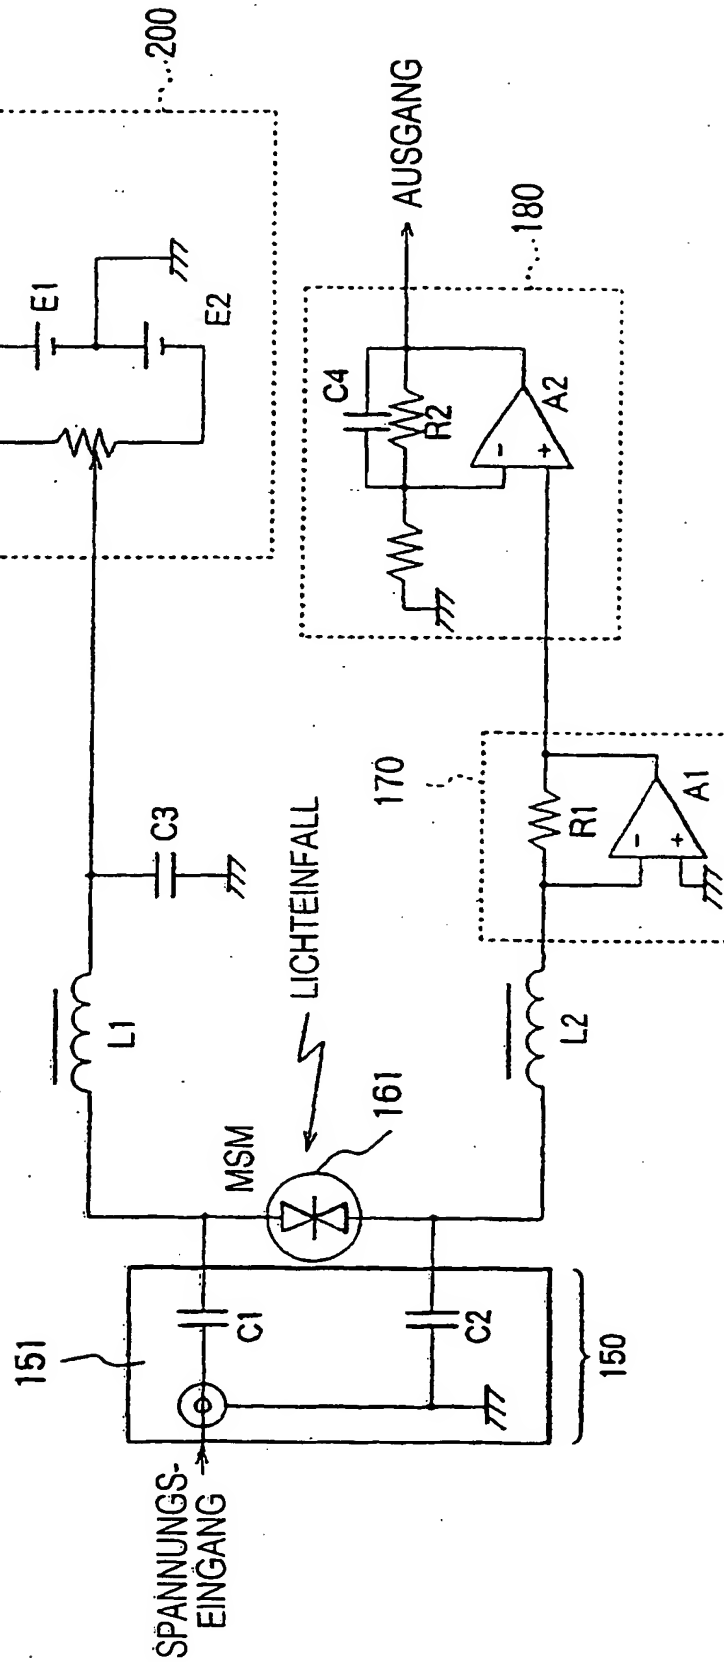 SPANNUNGS-
EINGANG
151
C1
C2
150
MSM
161
LICHTEINFALL
L1
L2
C3
170
R1
A1
-
+
180
C4
R2
A2
-
+
AUSGANG
200
E1
E2